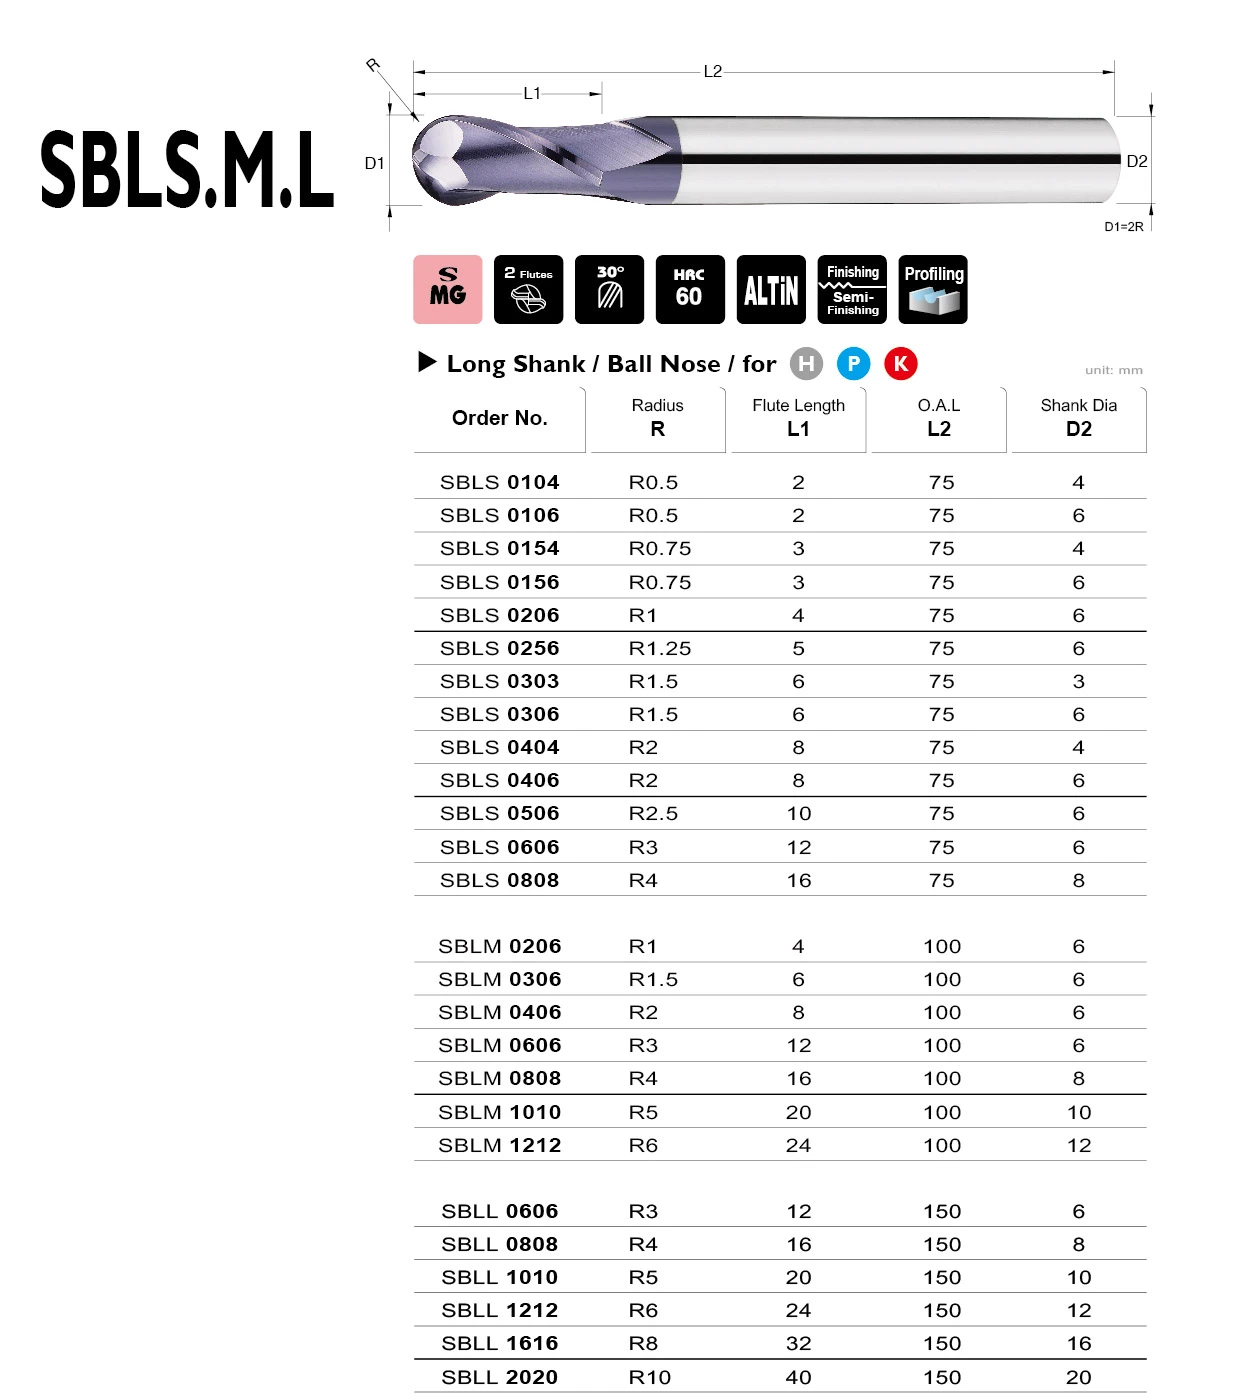 R
L2
L1
SBLS.M.L
D1
D2
D1=2R
S
MG
2 Flutes
30°
HRC
60
ALTiN
Finishing
Semi-
Finishing
Profiling
Long Shank / Ball Nose / for H P K
unit: mm
Order No. Radius R Flute Length L1 O.A.L L2 Shank Dia D2
SBLS 0104 R0.5 2 75 4
SBLS 0106 R0.5 2 75 6
SBLS 0154 R0.75 3 75 4
SBLS 0156 R0.75 3 75 6
SBLS 0206 R1 4 75 6
SBLS 0256 R1.25 5 75 6
SBLS 0303 R1.5 6 75 3
SBLS 0306 R1.5 6 75 6
SBLS 0404 R2 8 75 4
SBLS 0406 R2 8 75 6
SBLS 0506 R2.5 10 75 6
SBLS 0606 R3 12 75 6
SBLS 0808 R4 16 75 8
SBLM 0206 R1 4 100 6
SBLM 0306 R1.5 6 100 6
SBLM 0406 R2 8 100 6
SBLM 0606 R3 12 100 6
SBLM 0808 R4 16 100 8
SBLM 1010 R5 20 100 10
SBLM 1212 R6 24 100 12
SBLL 0606 R3 12 150 6
SBLL 0808 R4 16 150 8
SBLL 1010 R5 20 150 10
SBLL 1212 R6 24 150 12
SBLL 1616 R8 32 150 16
SBLL 2020 R10 40 150 20